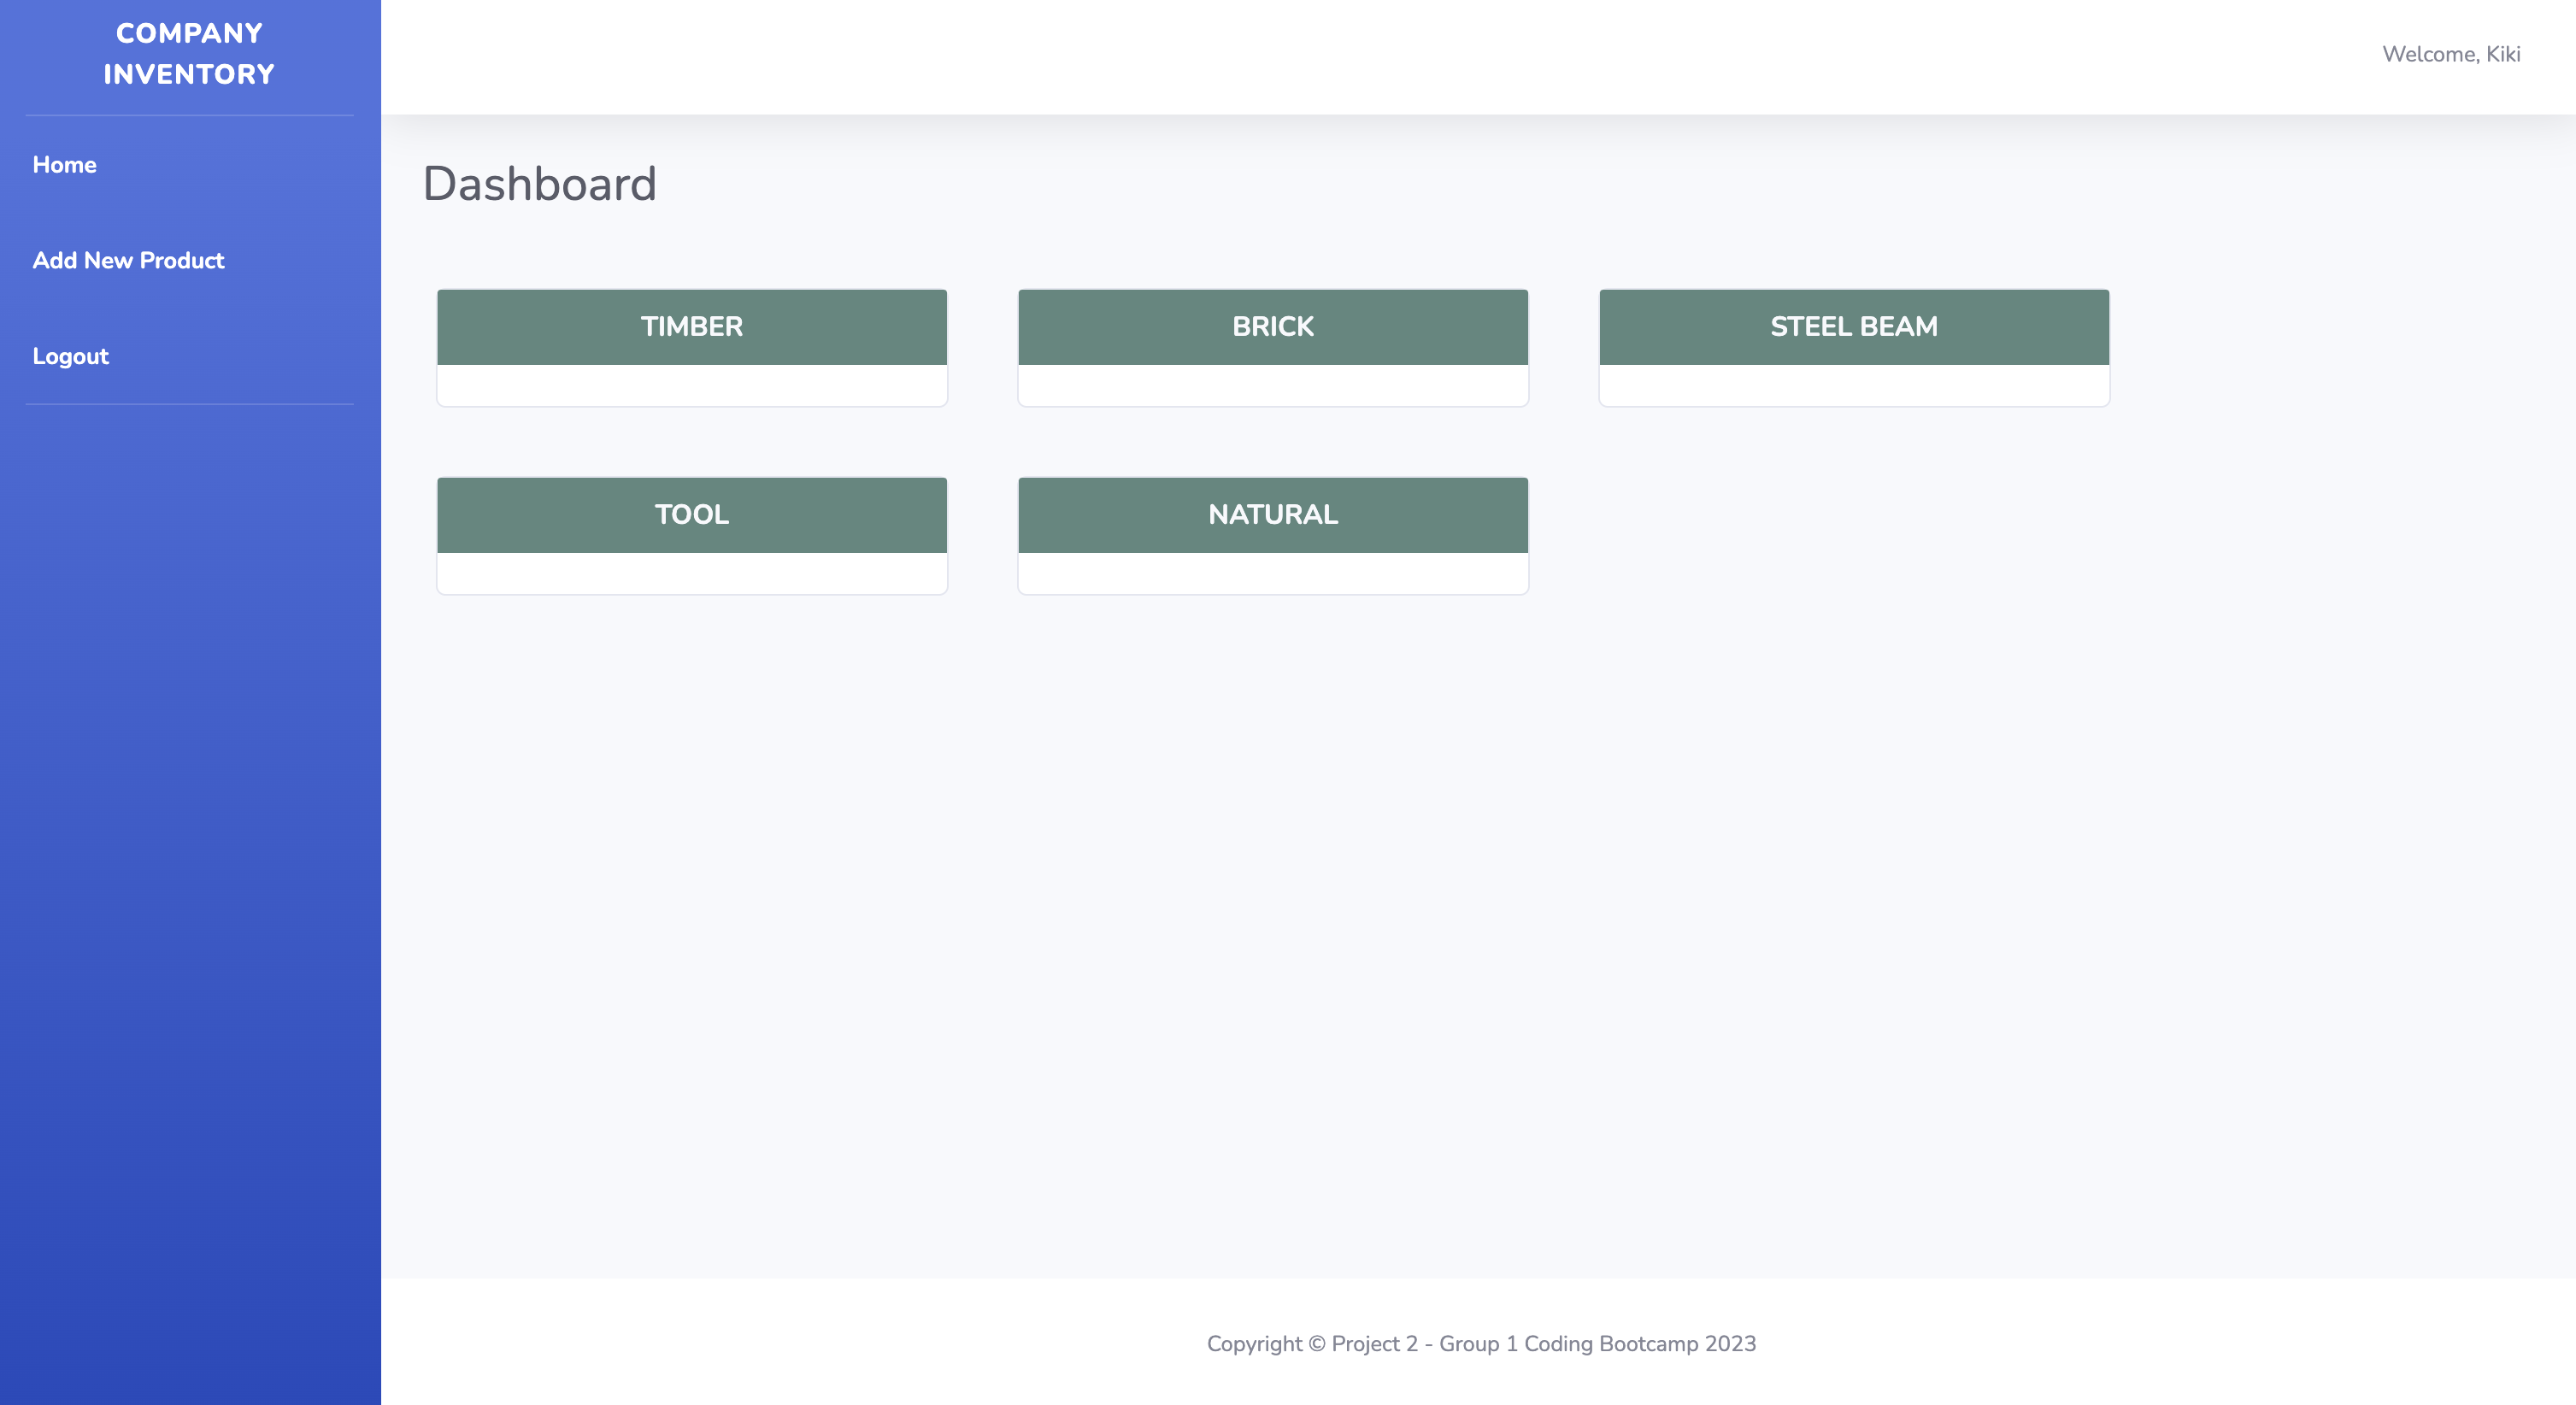 COMPANY
INVENTORY
Home
Add New Product
Logout
Welcome, Kiki
Dashboard
TIMBER
BRICK
STEEL BEAM
TOOL
NATURAL
Copyright © Project 2 - Group 1 Coding Bootcamp 2023